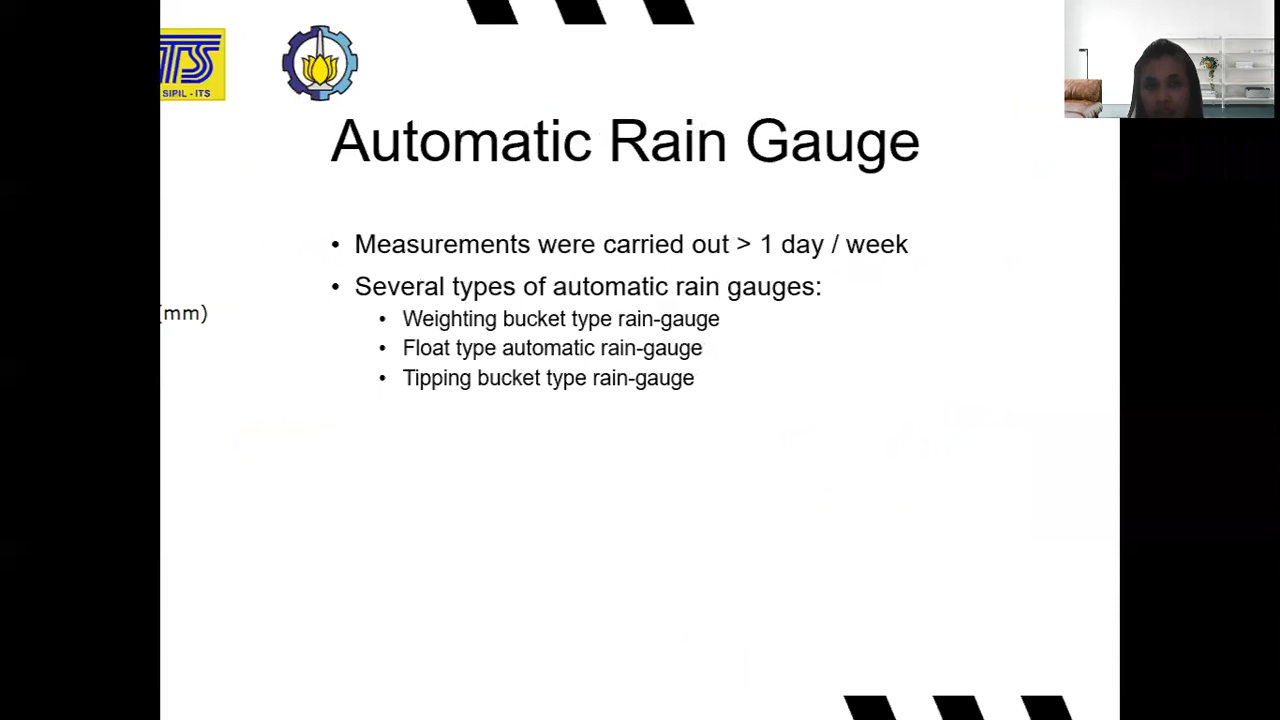 ITS
SIPIL - ITS
Automatic Rain Gauge
• Measurements were carried out > 1 day / week
• Several types of automatic rain gauges:
(mm)
• Weighting bucket type rain-gauge
• Float type automatic rain-gauge
• Tipping bucket type rain-gauge